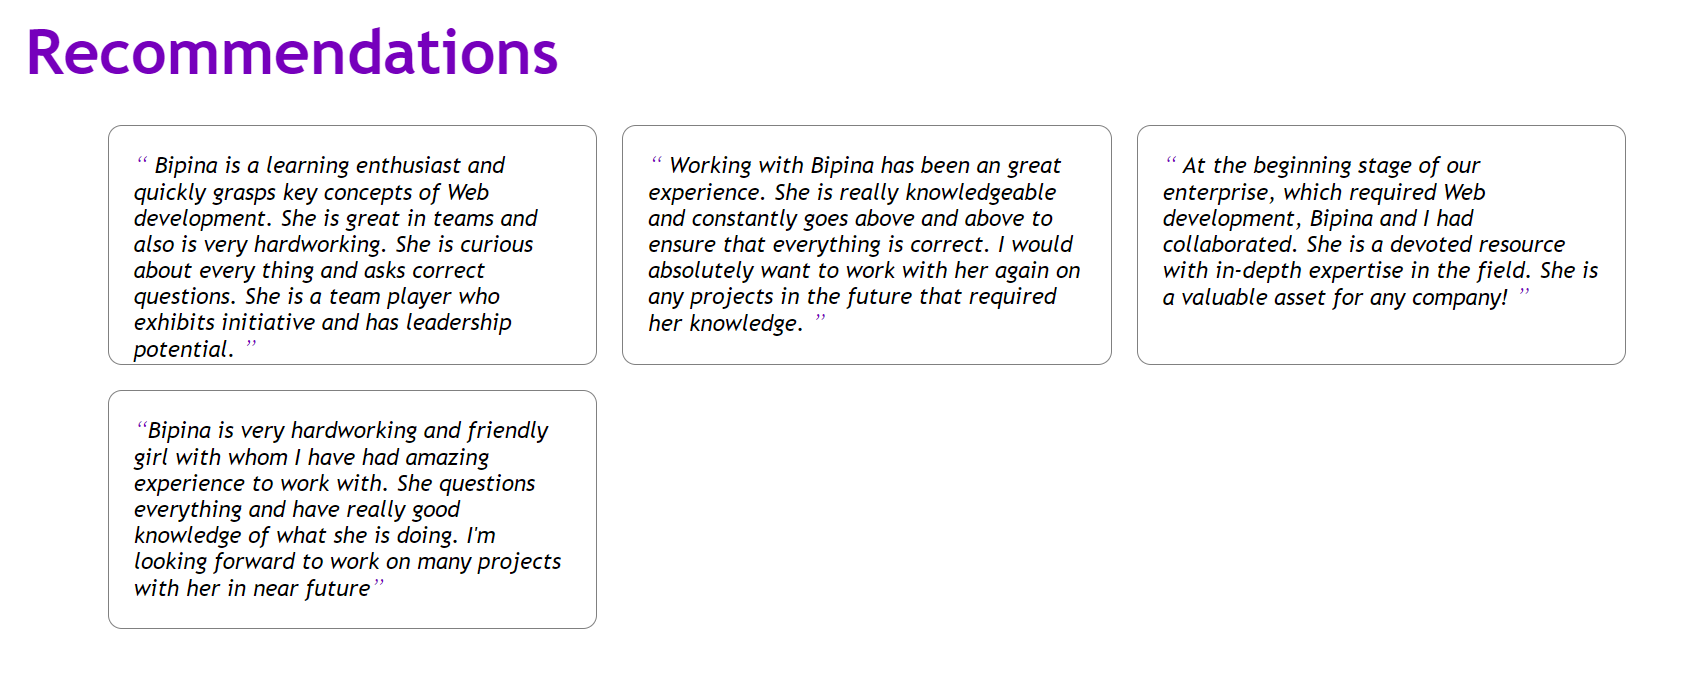 Recommendations
“ Bipina is a learning enthusiast and
quickly grasps key concepts of Web
development. She is great in teams and
also is very hardworking. She is curious
about every thing and asks correct
questions. She is a team player who
exhibits initiative and has leadership
potential. ”
“ Working with Bipina has been an great
experience. She is really knowledgeable
and constantly goes above and above to
ensure that everything is correct. I would
absolutely want to work with her again on
any projects in the future that required
her knowledge. ”
“ At the beginning stage of our
enterprise, which required Web
development, Bipina and I had
collaborated. She is a devoted resource
with in-depth expertise in the field. She is
a valuable asset for any company! ”
“Bipina is very hardworking and friendly
girl with whom I have had amazing
experience to work with. She questions
everything and have really good
knowledge of what she is doing. I'm
looking forward to work on many projects
with her in near future”